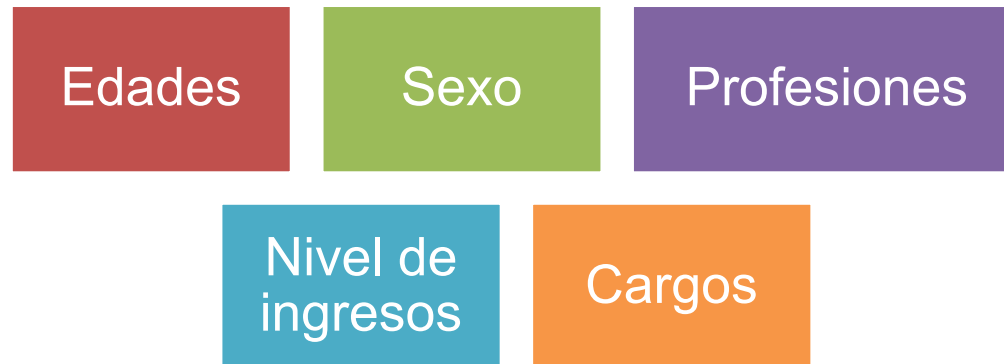 Edades
Sexo
Profesiones
Nivel de
ingresos
Cargos